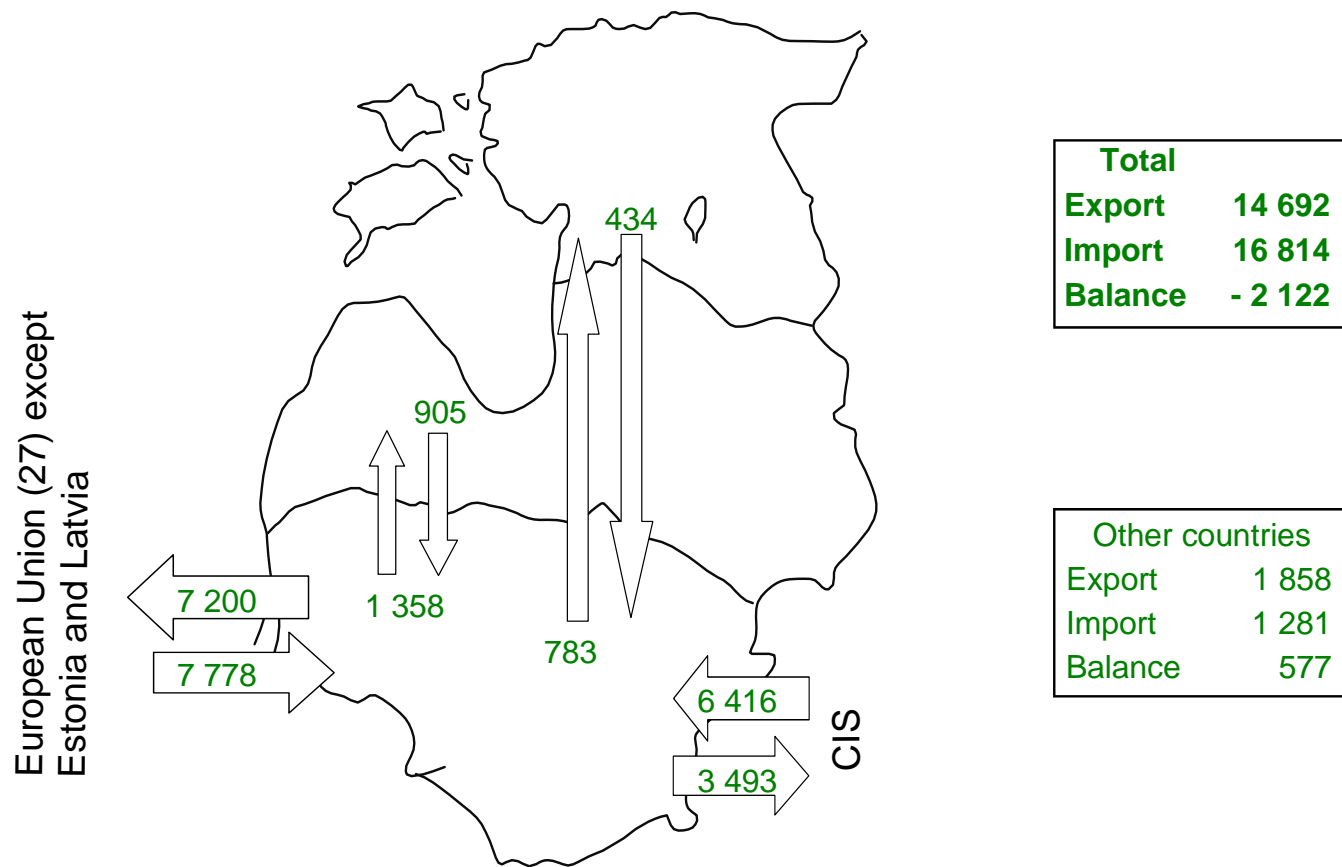 434
905
1 358
783
European Union (27) except
Estonia and Latvia
7 200
7 778
6 416
3 493
CIS
Total
Export 14 692
Import 16 814
Balance - 2 122
Other countries
Export 1 858
Import 1 281
Balance 577